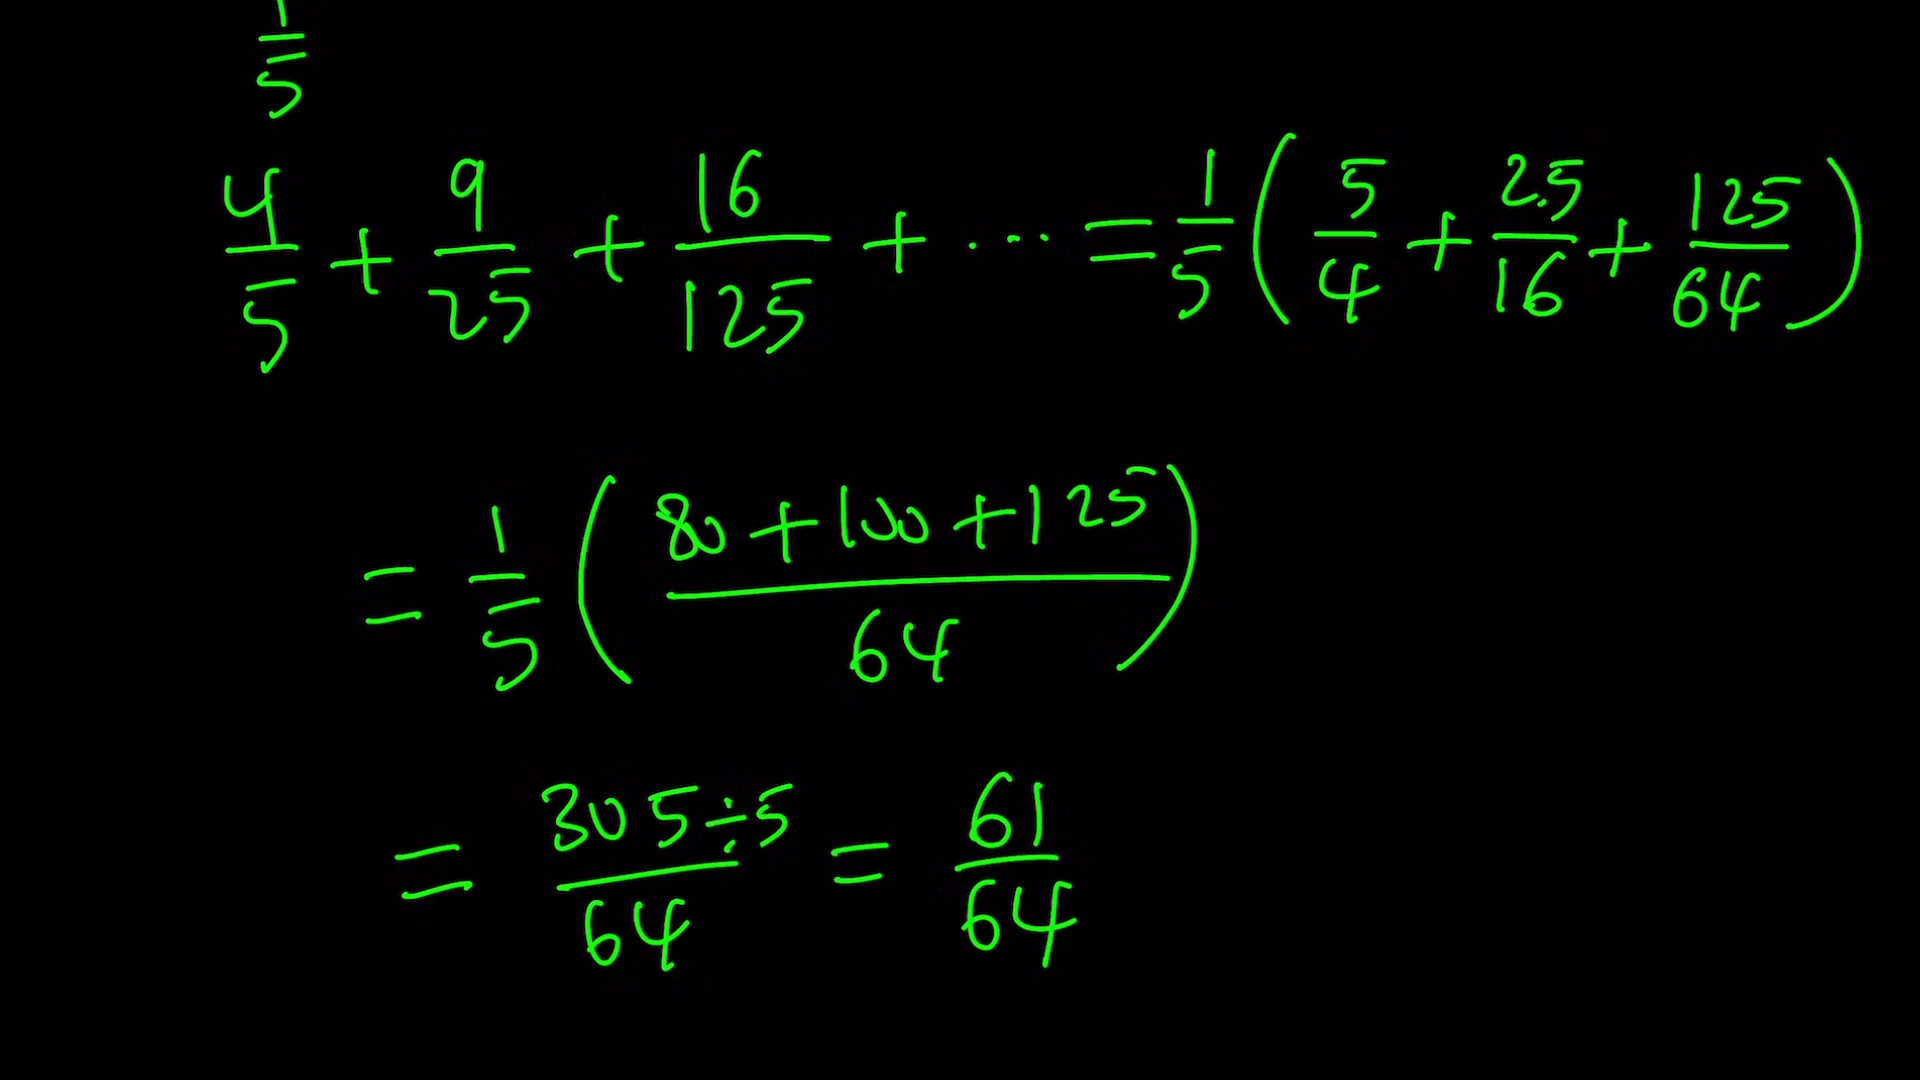 1/5
4/5 + 9/25 + 16/125 + ... = 1/5 ( 5/4 + 25/16 + 125/64 )
= 1/5 ( (80 + 100 + 125)/64 )
= (305 ÷ 5)/64 = 61/64